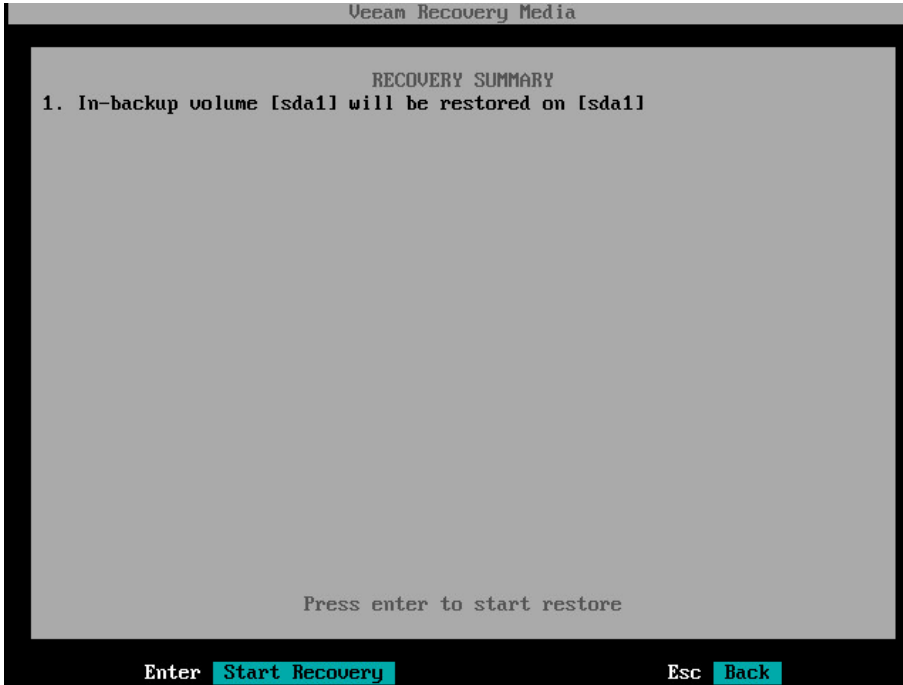 Veeam Recovery Media
RECOVERY SUMMARY
1. In-backup volume [sda1] will be restored on [sda1]
Press enter to start restore
Enter Start Recovery Esc Back